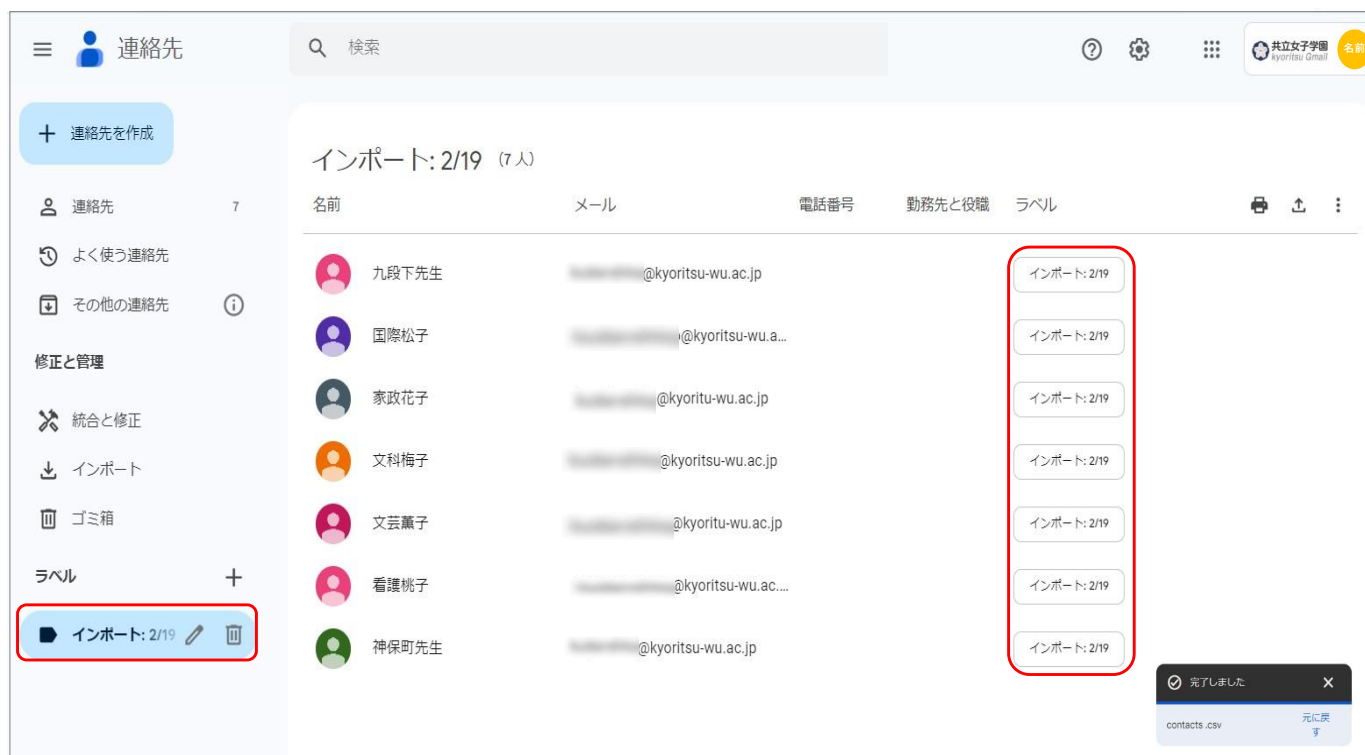 連絡先
検索
共立女子学園
kyoritsu Gmail
名前
連絡先を作成
連絡先 7
よく使う連絡先
その他の連絡先
修正と管理
統合と修正
インポート
ゴミ箱
ラベル
インポート: 2/19
インポート: 2/19 (7人)
名前 メール 電話番号 勤務先と役職 ラベル
九段下先生 @kyoritsu-wu.ac.jp インポート: 2/19
国際松子 @kyoritsu-wu.a... インポート: 2/19
家政花子 @kyoritu-wu.ac.jp インポート: 2/19
文科梅子 @kyoritsu-wu.ac.jp インポート: 2/19
文芸薫子 @kyoritu-wu.ac.jp インポート: 2/19
看護桃子 @kyoritsu-wu.ac.... インポート: 2/19
神保町先生 @kyoritsu-wu.ac.jp インポート: 2/19
完了しました
contacts .csv 元に戻
す